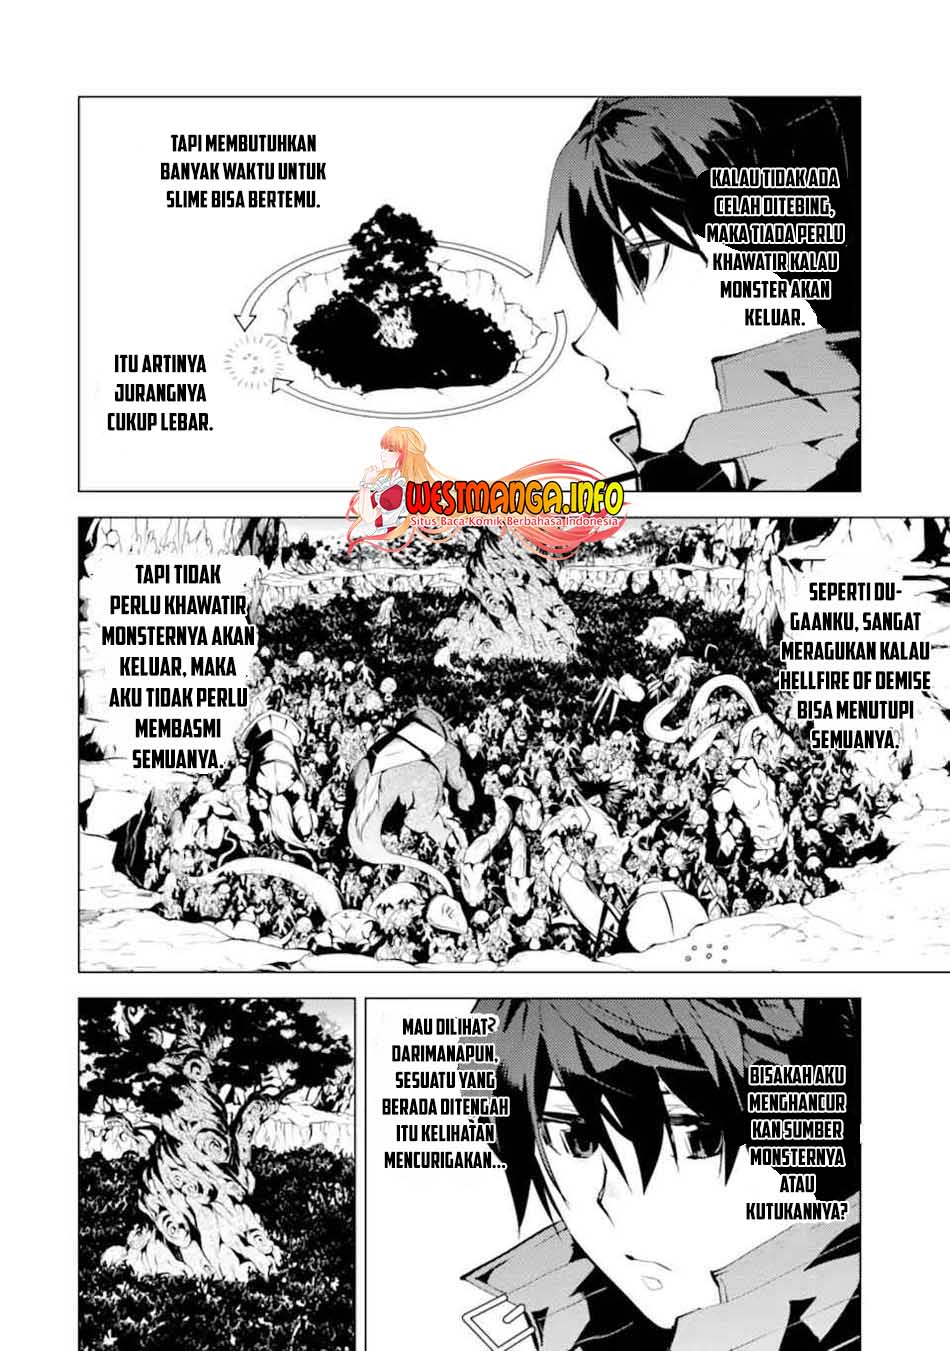 KALAU TIDAK ADA
CELAH DITEBING,
MAKA TIADA PERLU
KHAWATIR KALAU
MONSTER AKAN
KELUAR.
TAPI MEMBUTUHKAN
BANYAK WAKTU UNTUK
SLIME BISA BERTEMU.
ITU ARTINYA
JURANGNYA
CUKUP LEBAR.
WESTMANGA.INFO
Situs Baca Komik Berbahasa Indonesia
SEPERTI DU-
GAANKU, SANGAT
MERAGUKAN KALAU
HELLFIRE OF DEMISE
BISA MENUTUPI
SEMUANYA.
TAPI TIDAK
PERLU KHAWATIR
MONSTERNYA AKAN
KELUAR, MAKA
AKU TIDAK PERLU
MEMBASMI
SEMUANYA.
BISAKAH AKU
MENGHANCUR
KAN SUMBER
MONSTERNYA
ATAU
KUTUKANNYA?
MAU DILIHAT?
DARIMANAPUN,
SESUATU YANG
BERADA DITENGAH
ITU KELIHATAN
MENCURIGAKAN...